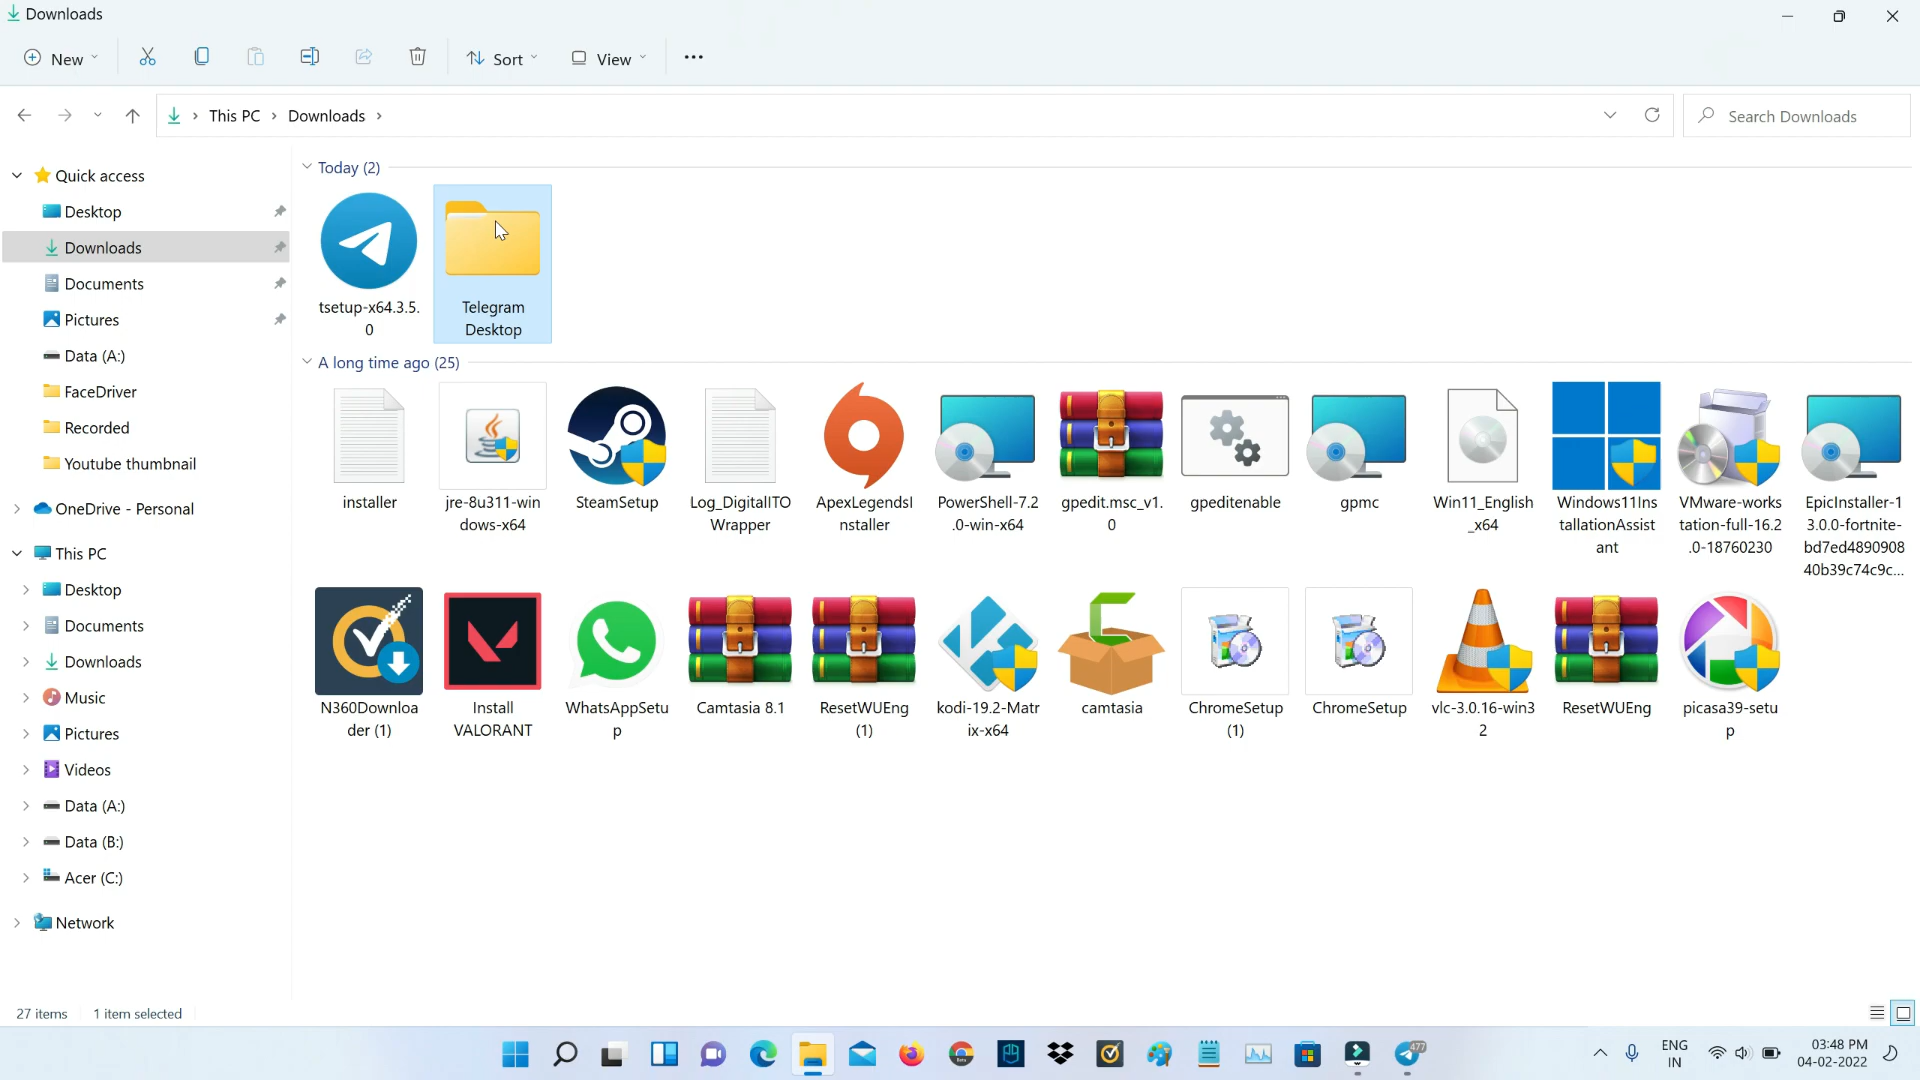 Downloads
New
Sort
View
This PC
Downloads
Search Downloads
Quick access
Desktop
Downloads
Documents
Pictures
Data (A:)
FaceDriver
Recorded
Youtube thumbnail
OneDrive - Personal
This PC
Desktop
Documents
Downloads
Music
Pictures
Videos
Data (A:)
Data (B:)
Acer (C:)
Network
Today (2)
tsetup-x64.3.5.
0
Telegram
Desktop
A long time ago (25)
installer
jre-8u311-win
dows-x64
SteamSetup
Log_DigitalITO
Wrapper
ApexLegendsI
nstaller
PowerShell-7.2
.0-win-x64
gpedit.msc_v1.
0
gpeditenable
gpmc
Win11_English
_x64
Windows11Ins
tallationAssist
ant
VMware-works
tation-full-16.2
.0-18760230
EpicInstaller-1
3.0.0-fortnite-
bd7ed4890908
40b39c74c9c...
N360Downloa
der (1)
Install
VALORANT
WhatsAppSetu
p
Camtasia 8.1
ResetWUEng
(1)
kodi-19.2-Matr
ix-x64
camtasia
ChromeSetup
(1)
ChromeSetup
vlc-3.0.16-win3
2
ResetWUEng
picasa39-setu
p
27 items
1 item selected
Beta
477
ENG
IN
03:48 PM
04-02-2022